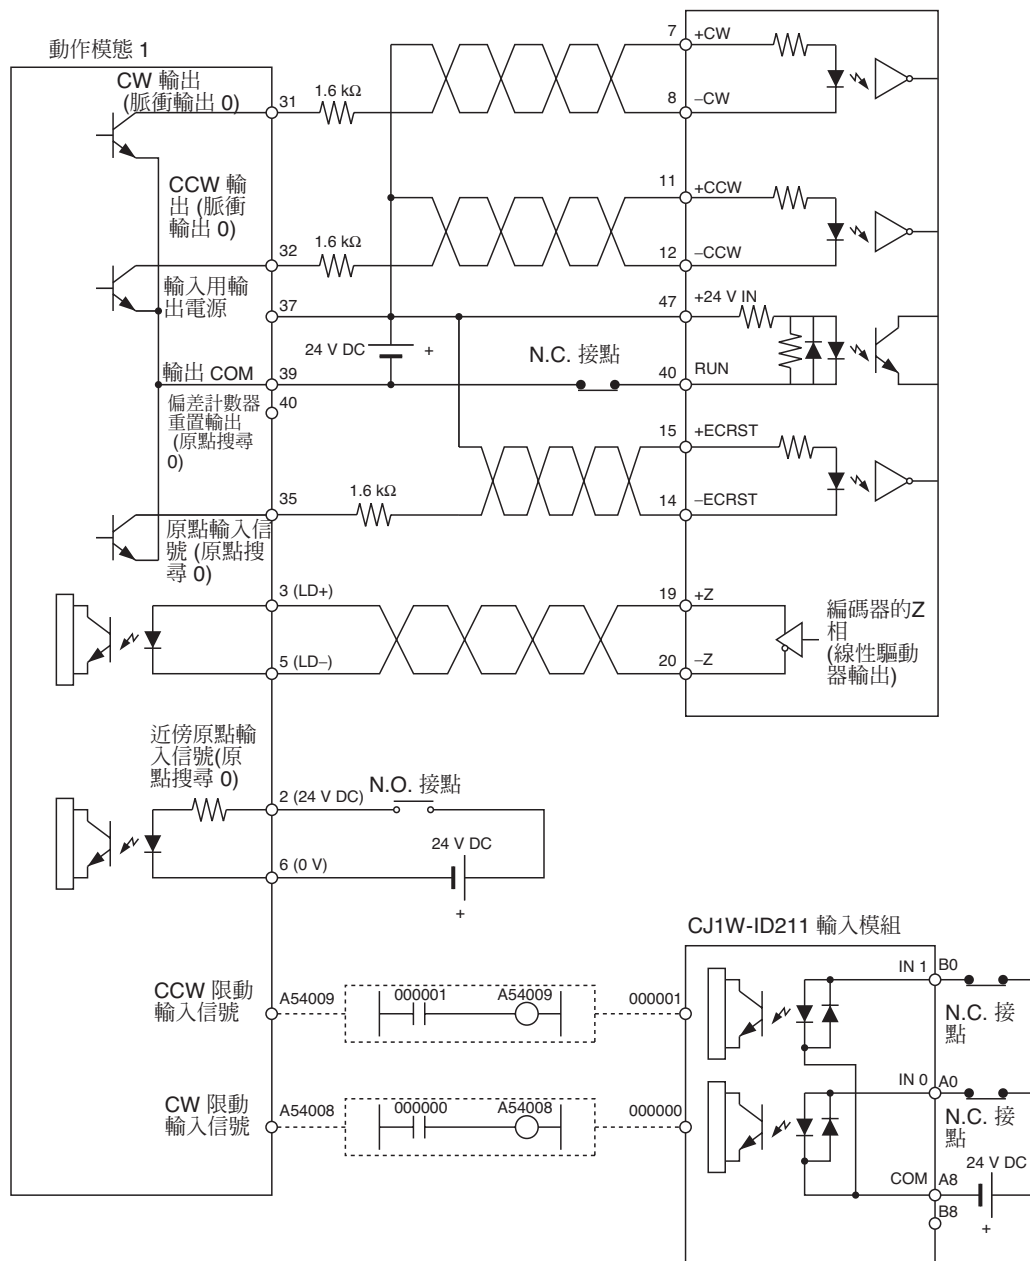 動作模態 1
CW 輸出
(脈衝輸出 0)
31
1.6 kΩ
7
+CW
8
–CW
CCW 輸
出 (脈衝
輸出 0)
32
1.6 kΩ
11
+CCW
12
–CCW
輸入用輸
出電源
37
47
+24 V IN
24 V DC
+
N.C. 接點
輸出 COM
39
40
RUN
偏差計數器
重置輸出
(原點搜尋
0)
40
15
+ECRST
35
1.6 kΩ
14
–ECRST
原點輸入信
號 (原點搜
尋 0)
3 (LD+)
19
+Z
5 (LD–)
20
–Z
編碼器的Z
相
(線性驅動
器輸出)
近傍原點輸
入信號(原
點搜尋 0)
2 (24 V DC)
N.O. 接點
24 V DC
6 (0 V)
+
CJ1W-ID211 輸入模組
CCW 限動
輸入信號
A54009
000001
A54009
000001
IN 1
B0
N.C. 接
點
CW 限動
輸入信號
A54008
000000
A54008
000000
IN 0
A0
N.C. 接
點
COM
A8
24 V DC
B8
+